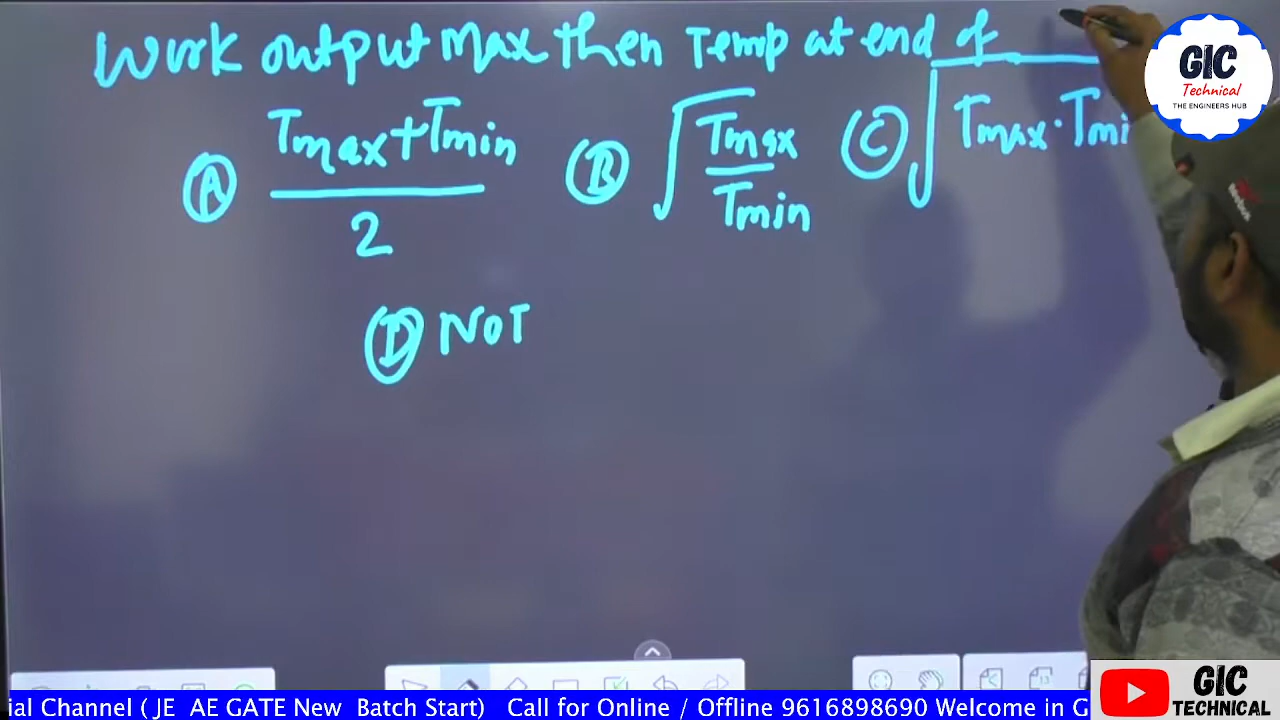 Work output max then Temp at end of
(A) Tmax+Tmin / 2 (B) √Tmax / Tmin (C) √Tmax · Tmi
(D) NOT
GIC
Technical
THE ENGINEERS HUB
ial Channel ( JE AE GATE New Batch Start) Call for Online / Offline 9616898690 Welcome in G
GIC
TECHNICAL